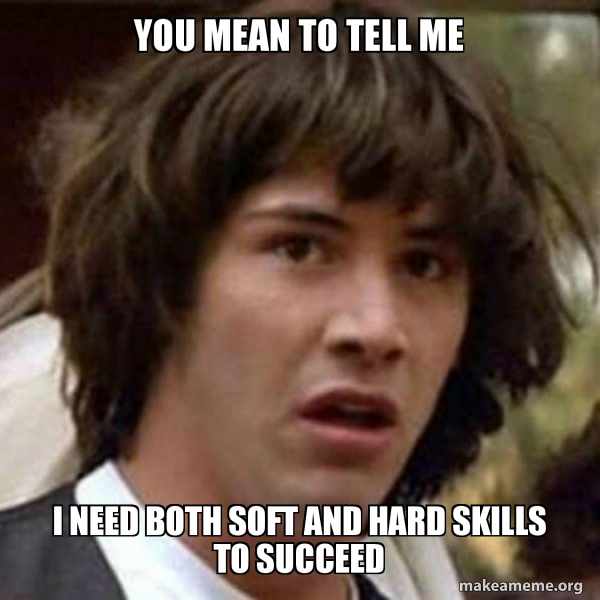 YOU MEAN TO TELL ME
I NEED BOTH SOFT AND HARD SKILLS
TO SUCCEED
makeameme.org